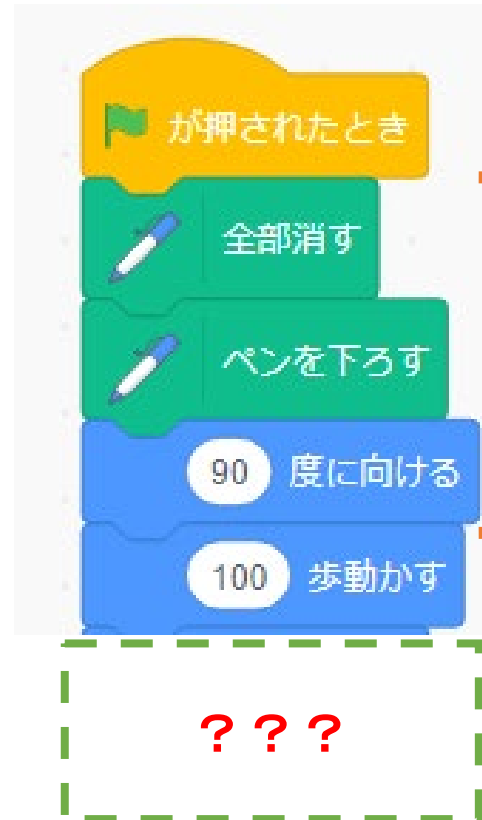 が押されたとき
全部消す
ペンを下ろす
90 度に向ける
100 歩動かす
？？？